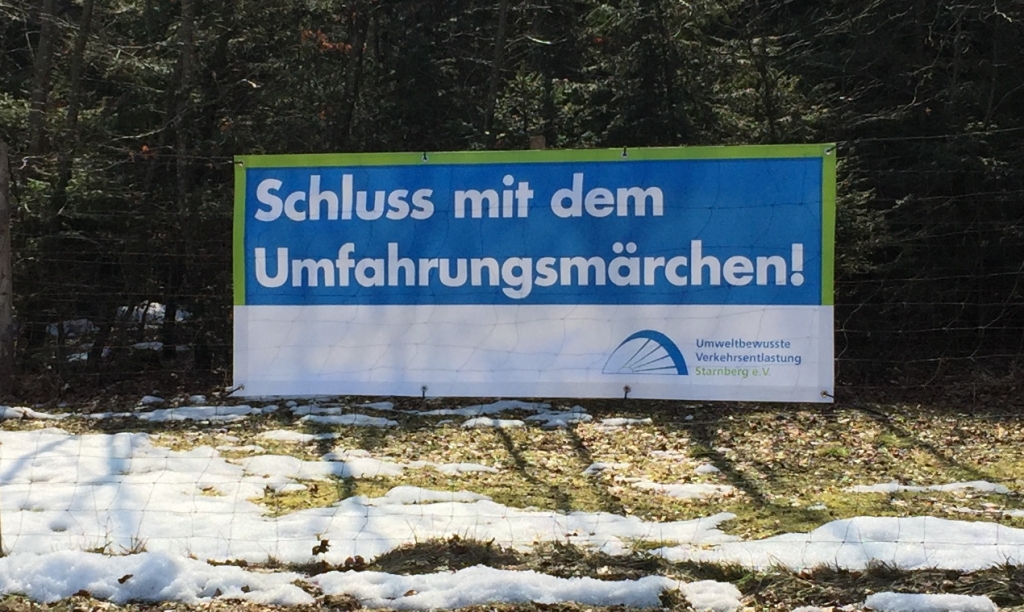 Schluss mit dem
Umfahrungsmärchen!
Umweltbewusste
Verkehrsentlastung
Starnberg e.V.